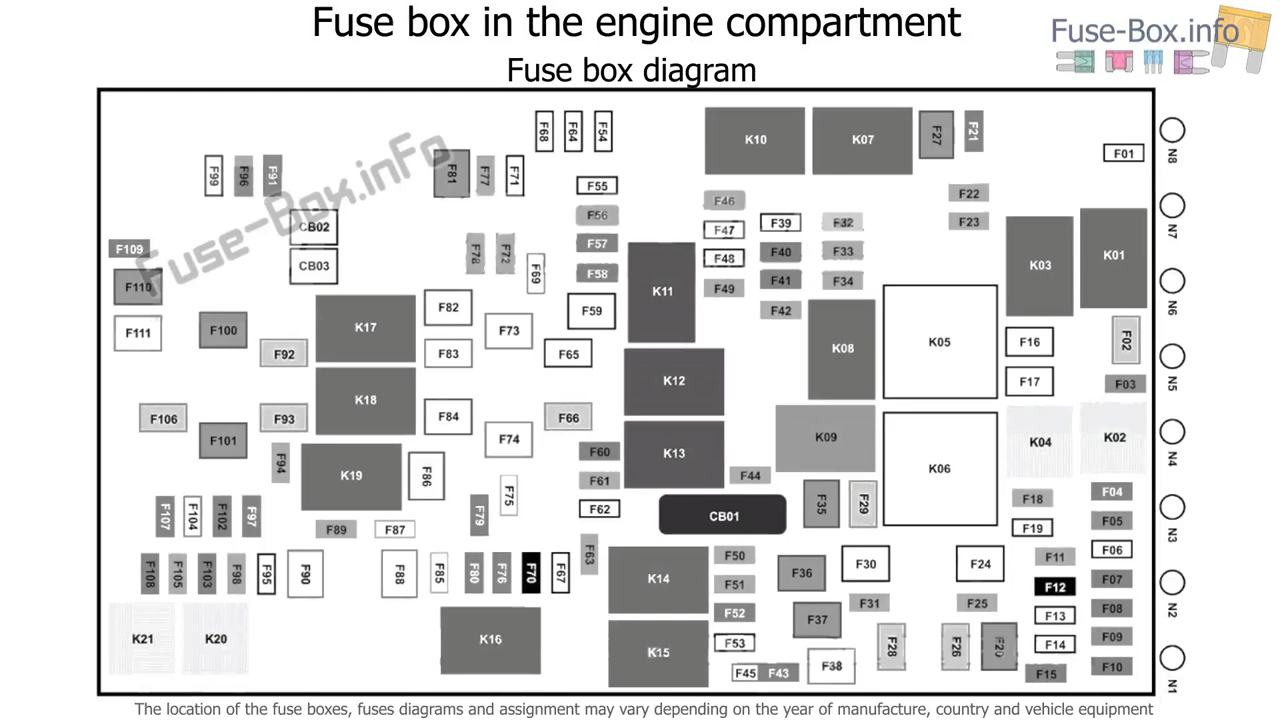 Fuse box in the engine compartment
Fuse-Box.info
Fuse box diagram
F68 F64 F54
K10 K07 F27 F21
N8
F01
F99 F96 F91
F81 F77 F71
F55
F46 F22
F56
F47 F39 F32 F23
N7
Fuse-Box.info
CB02
F109
F57
F78 F72
F48 F40 F33
K03 K01
CB03
F69
F58
K11
F49 F41 F34
F110
F82 F59
F42
N6
F111
F100
K17
F73
K08
K05
F16 F02
F92
F83 F65
K12
F17 F03
N5
K18
F106
F93
F84 F66
F101
F74
K09
K04 K02
N4
F60
K13
K06
F94
K19
F86
F61
F44
F75
F35 F29
F18 F04
F107 F104 F102 F97
F79
F62
CB01
F05
N3
F89 F87
F19
F06
F108 F105 F103 F98 F95 F90
F88 F85 F80 F76 F70 F67
F63
K14
F50
F36
F30 F24
F11
F51
F12 F07
N2
F31 F25
F52
F13 F08
F37
K21 K20
K16
K15
F53
F28 F26 F20
F14 F09
F45 F43
F38
F15 F10
N1
The location of the fuse boxes, fuses diagrams and assignment may vary depending on the year of manufacture, country and vehicle equipment